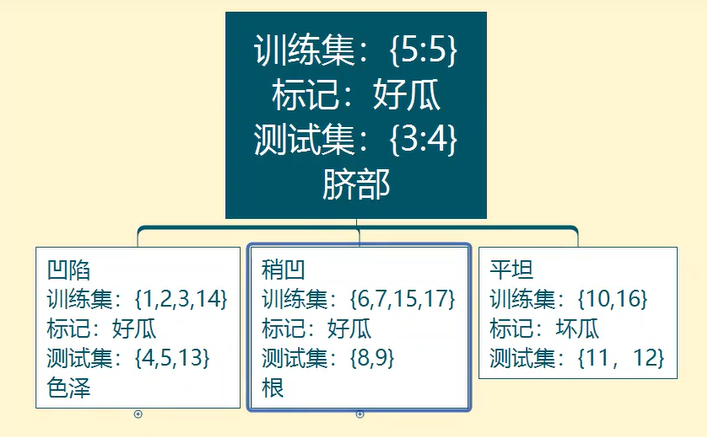 训练集：{5:5}
标记：好瓜
测试集：{3:4}
脐部
凹陷
训练集：{1,2,3,14}
标记：好瓜
测试集：{4,5,13}
色泽
稍凹
训练集：{6,7,15,17}
标记：好瓜
测试集：{8,9}
根
平坦
训练集：{10,16}
标记：坏瓜
测试集：{11，12}